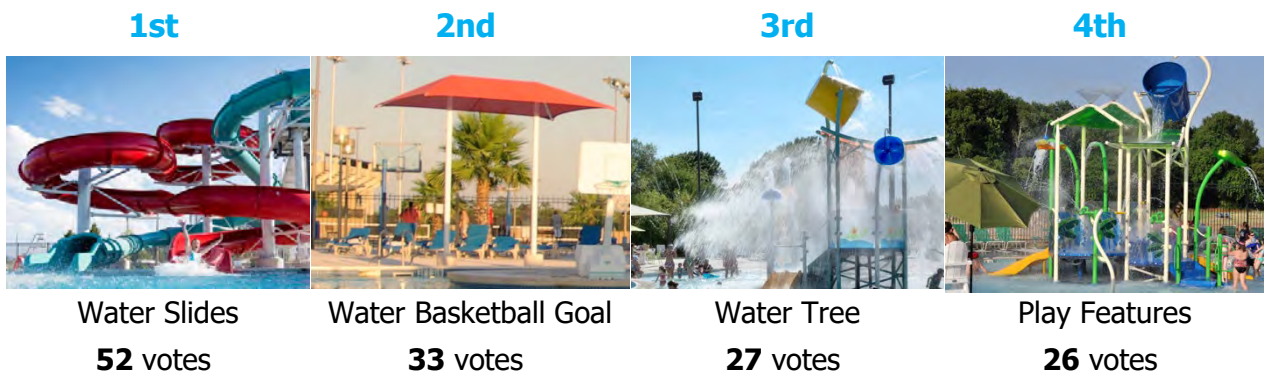 1st
2nd
3rd
4th
Water Slides
Water Basketball Goal
Water Tree
Play Features
52 votes
33 votes
27 votes
26 votes